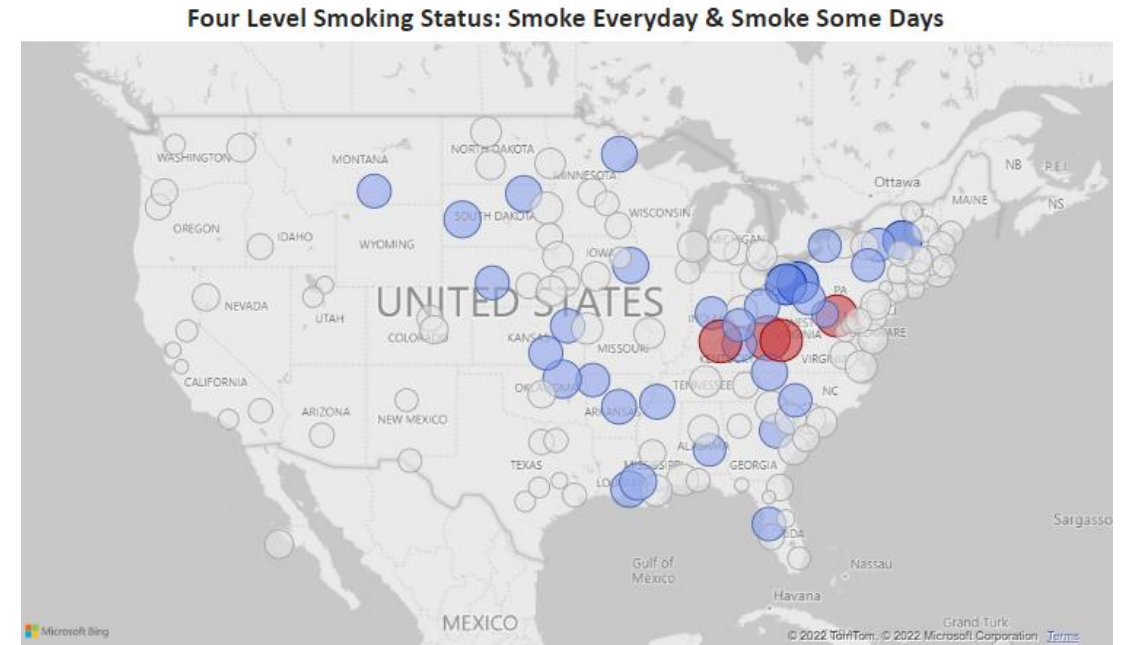 Four Level Smoking Status: Smoke Everyday & Smoke Some Days
WASHINGTON
MONTANA
NORTH DAKOTA
MINNESOTA
Ottawa
NB
P.E.I.
MAINE
NS
OREGON
IDAHO
WYOMING
SOUTH DAKOTA
WISCONSIN
MICHIGAN
IOWA
UNITED STATES
NEVADA
UTAH
COLORADO
KANSAS
MISSOURI
PA
VIRGINIA
CALIFORNIA
ARIZONA
NEW MEXICO
OKLAHOMA
ARKANSAS
TENNESSEE
NC
TEXAS
MISSISSIPPI
ALABAMA
GEORGIA
Gulf of
Mexico
Nassau
Havana
Sargasso
MEXICO
Grand Turk
Microsoft Bing
© 2022 TomTom, © 2022 Microsoft Corporation Terms